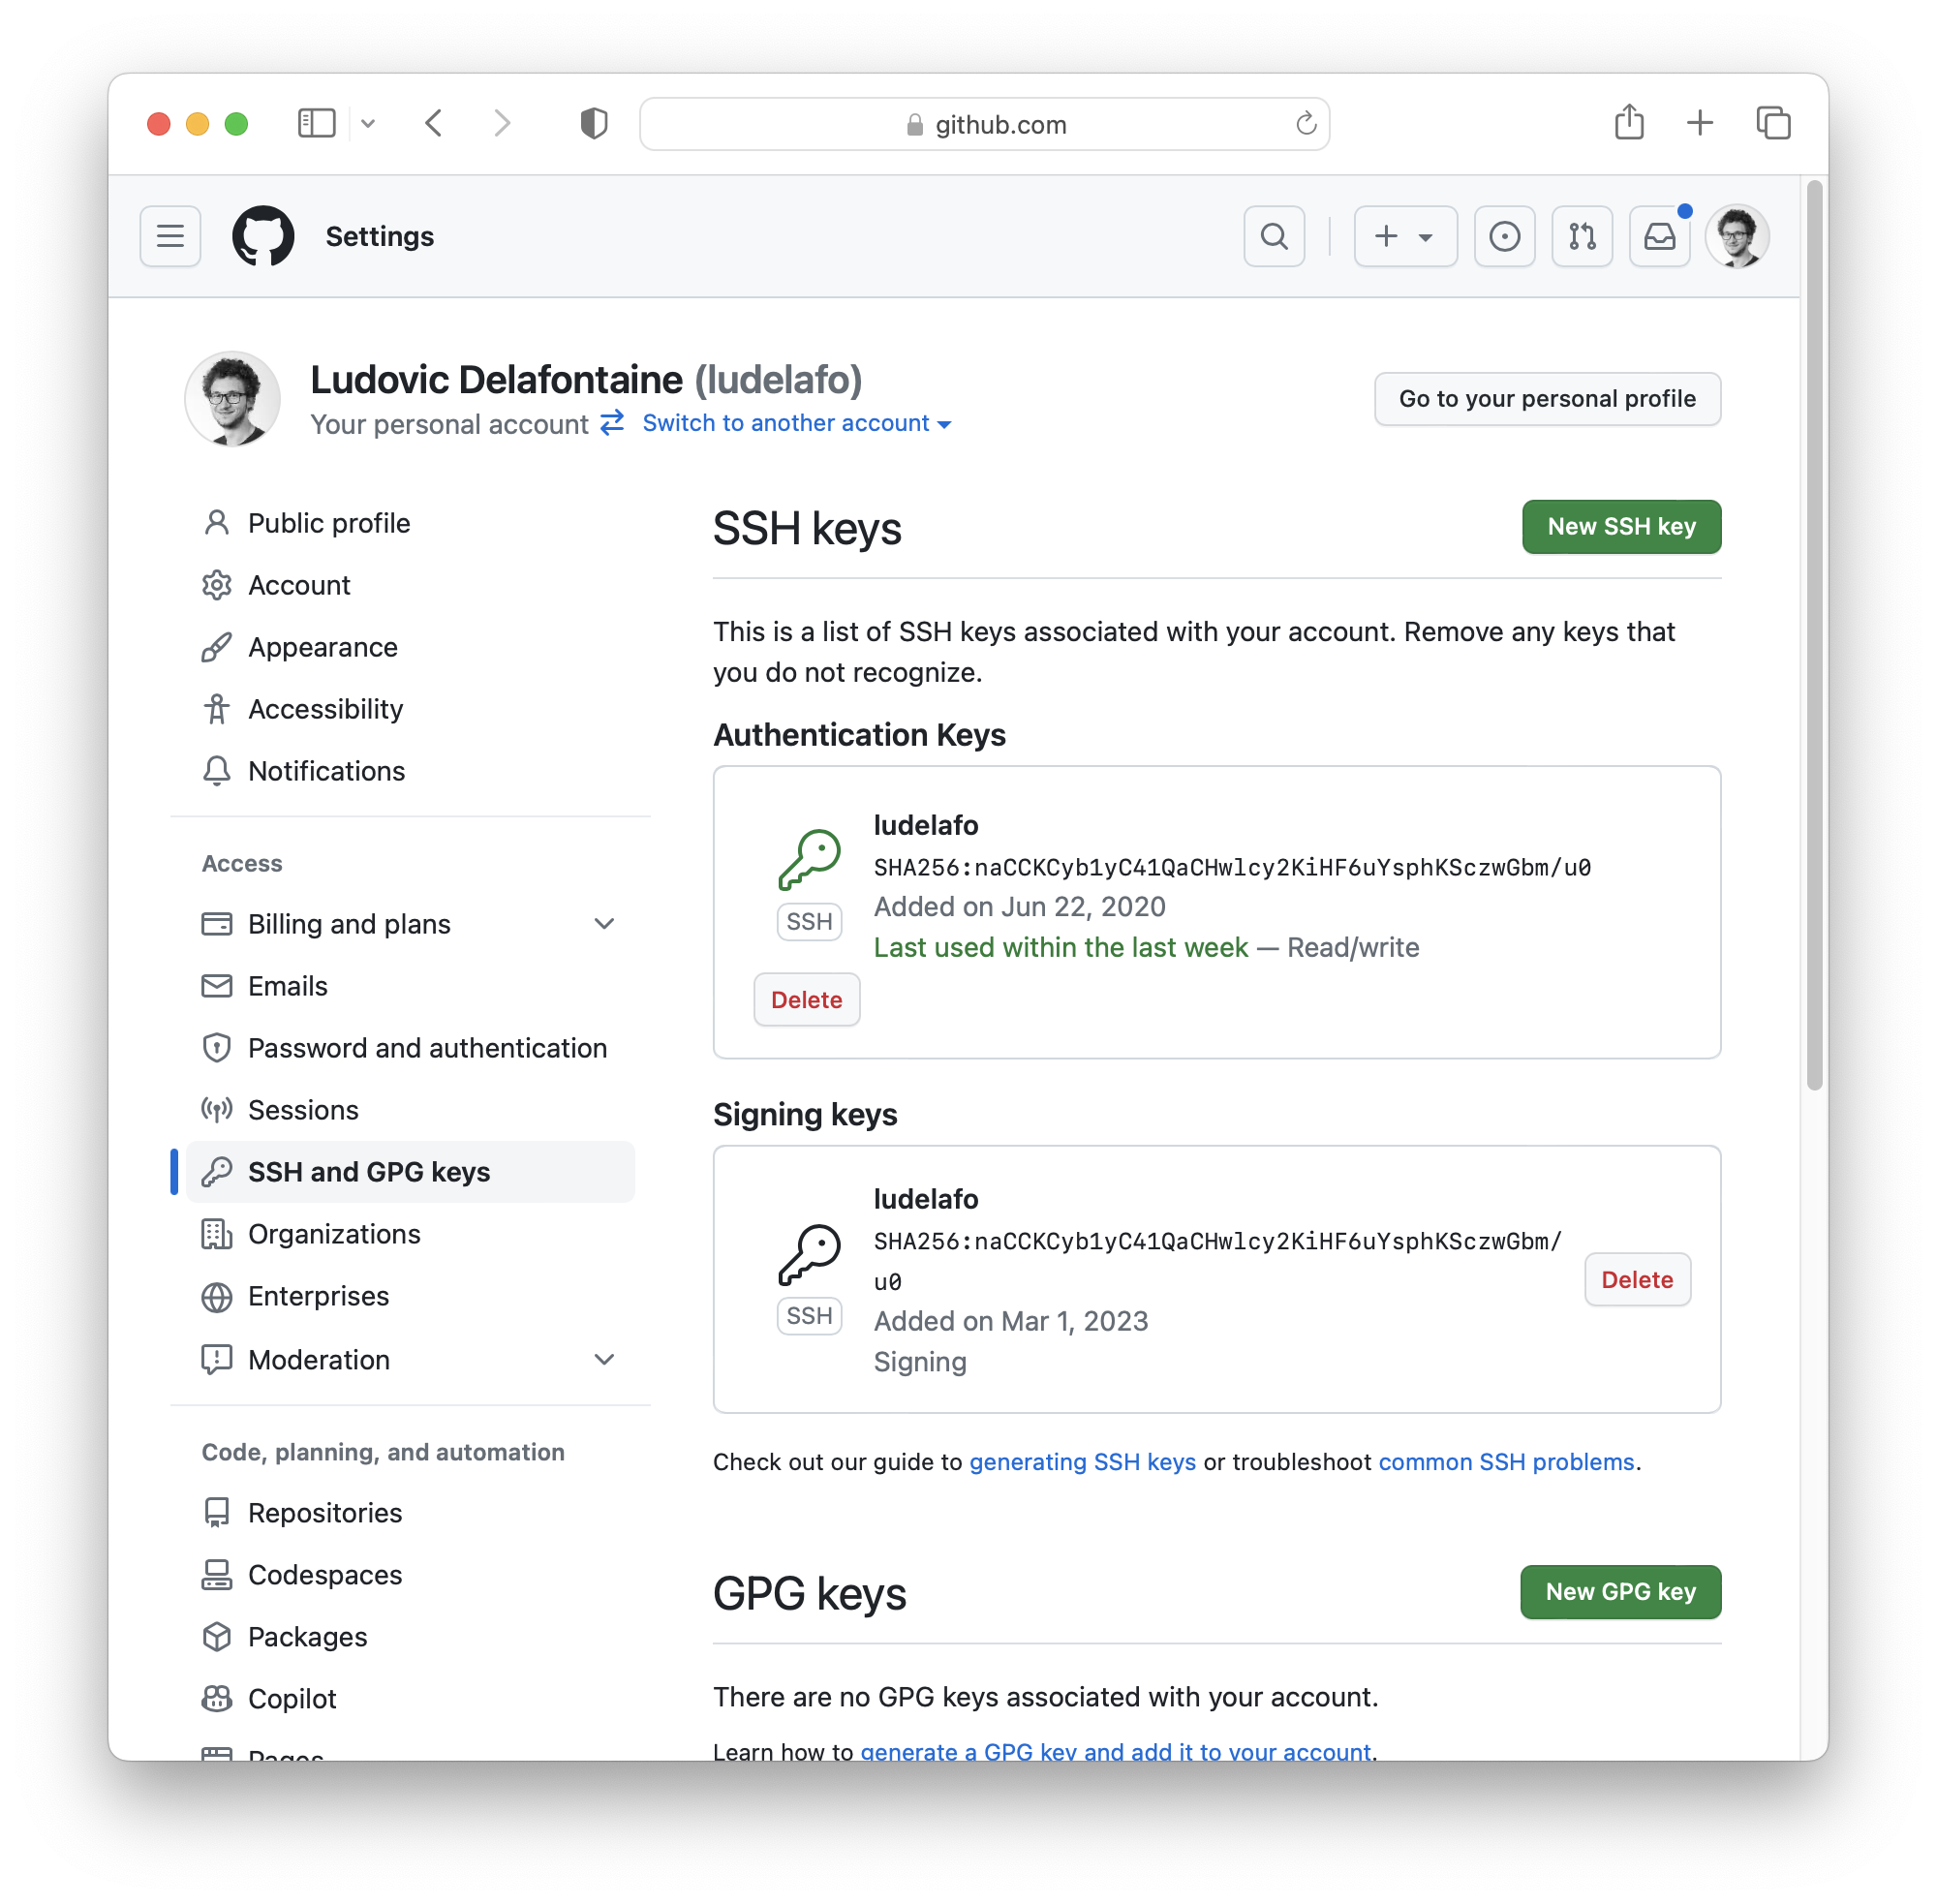 github.com
Settings
Ludovic Delafontaine (ludelafo)
Your personal account Switch to another account
Go to your personal profile
Public profile
Account
Appearance
Accessibility
Notifications
Access
Billing and plans
Emails
Password and authentication
Sessions
SSH and GPG keys
Organizations
Enterprises
Moderation
Code, planning, and automation
Repositories
Codespaces
Packages
Copilot
Pages
SSH keys
New SSH key
This is a list of SSH keys associated with your account. Remove any keys that
you do not recognize.
Authentication Keys
ludelafo
SHA256:naCCKCyb1yC41QaCHwlcy2KiHF6uYsphKSczwGbm/u0
Added on Jun 22, 2020
Last used within the last week — Read/write
SSH
Delete
Signing keys
ludelafo
SHA256:naCCKCyb1yC41QaCHwlcy2KiHF6uYsphKSczwGbm/
u0
Added on Mar 1, 2023
Signing
SSH
Delete
Check out our guide to generating SSH keys or troubleshoot common SSH problems.
GPG keys
New GPG key
There are no GPG keys associated with your account.
Learn how to generate a GPG key and add it to your account.